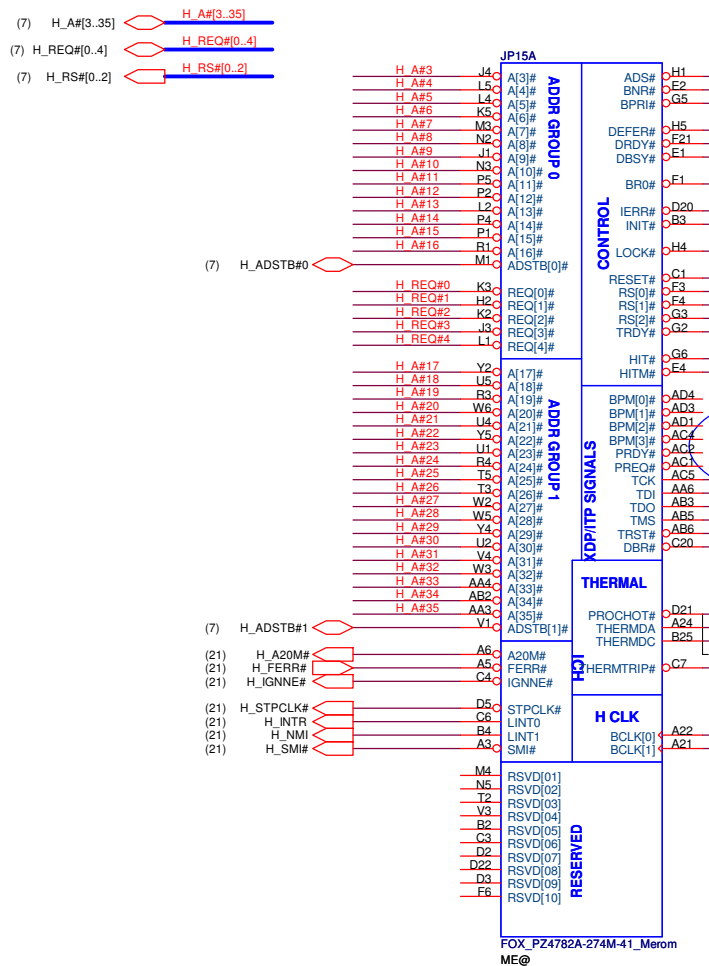 (7) H_A#[3..35] H_A#[3..35]
(7) H_REQ#[0..4] H_REQ#[0..4]
(7) H_RS#[0..2] H_RS#[0..2]
JP15A
H_A#3 J4 A[3]# ADS# H1
H_A#4 L5 A[4]# BNR# E2
H_A#5 L4 A[5]# BPRI# G5
H_A#6 K5 A[6]#
H_A#7 M3 A[7]# DEFER# H5
H_A#8 N2 A[8]# DRDY# F21
H_A#9 J1 A[9]# DBSY# E1
H_A#10 N3 A[10]#
H_A#11 P5 A[11]# BR0# F1
H_A#12 P2 A[12]#
H_A#13 L2 A[13]# IERR# D20
H_A#14 P4 A[14]# INIT# B3
H_A#15 P1 A[15]#
H_A#16 R1 A[16]# LOCK# H4
(7) H_ADSTB#0 M1 ADSTB[0]#
ADDR GROUP 0
CONTROL
RESET# C1
H_REQ#0 K3 REQ[0]# RS[0]# F3
H_REQ#1 H2 REQ[1]# RS[1]# F4
H_REQ#2 K2 REQ[2]# RS[2]# G3
H_REQ#3 J3 REQ[3]# TRDY# G2
H_REQ#4 L1 REQ[4]#
HIT# G6
H_A#17 Y2 A[17]# HITM# E4
H_A#18 U5 A[18]#
H_A#19 R3 A[19]# BPM[0]# AD4
H_A#20 W6 A[20]# BPM[1]# AD3
H_A#21 U4 A[21]# BPM[2]# AD1
H_A#22 Y5 A[22]# BPM[3]# AC4
H_A#23 U1 A[23]# PRDY# AC2
H_A#24 R4 A[24]# PREQ# AC1
H_A#25 T5 A[25]# TCK AC5
H_A#26 T3 A[26]# TDI AA6
H_A#27 W2 A[27]# TDO AB3
H_A#28 W5 A[28]# TMS AB5
H_A#29 Y4 A[29]# TRST# AB6
H_A#30 U2 A[30]# DBR# C20
H_A#31 V4 A[31]#
H_A#32 W3 A[32]#
H_A#33 AA4 A[33]#
H_A#34 AB2 A[34]#
H_A#35 AA3 A[35]#
(7) H_ADSTB#1 V1 ADSTB[1]#
ADDR GROUP 1
XDP/ITP SIGNALS
THERMAL
PROCHOT# D21
THERMDA A24
THERMDC B25
(21) H_A20M# A6 A20M#
(21) H_FERR# A5 FERR# THERMTRIP# C7
(21) H_IGNNE# C4 IGNNE#
(21) H_STPCLK# D5 STPCLK#
(21) H_INTR C6 LINT0 H CLK
(21) H_NMI B4 LINT1 BCLK[0] A22
(21) H_SMI# A3 SMI# BCLK[1] A21
M4 RSVD[01]
N5 RSVD[02]
T2 RSVD[03]
V3 RSVD[04]
B2 RSVD[05]
C3 RSVD[06]
D2 RSVD[07]
D22 RSVD[08]
D3 RSVD[09]
F6 RSVD[10]
RESERVED
FOX_PZ4782A-274M-41_Merom
ME@